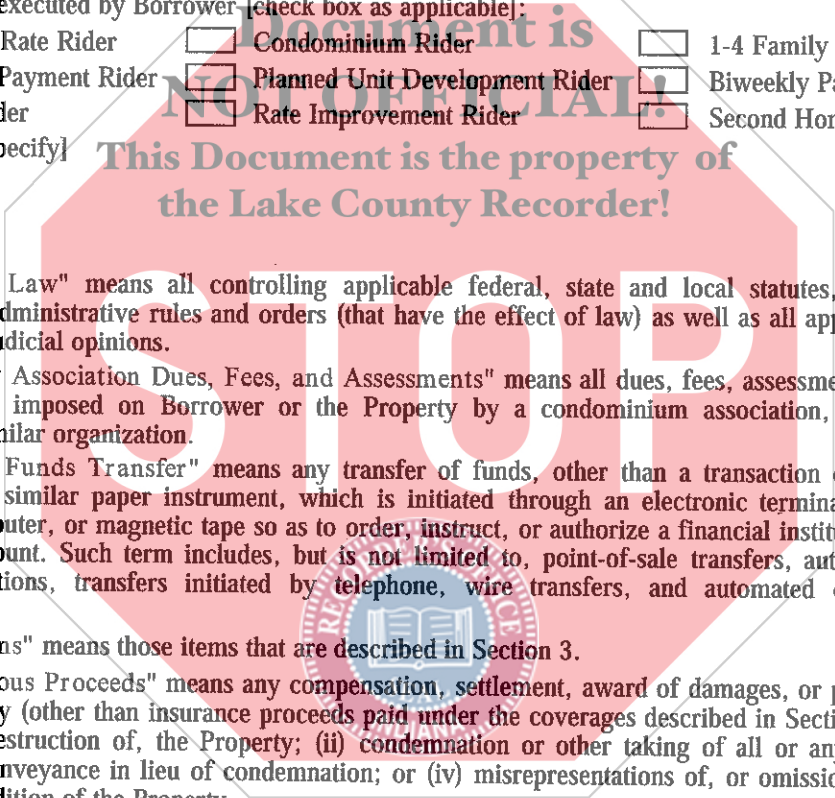 executed by Borrower [check box as applicable]:
Document is
Rate Rider Condominium Rider 1-4 Family
Payment Rider Planned Unit Development Rider Biweekly Pa
NOT OFFICIAL!
der Rate Improvement Rider Second Hor
pecify]
This Document is the property of
the Lake County Recorder!
STOP
Law" means all controlling applicable federal, state and local statutes,
dministrative rules and orders (that have the effect of law) as well as all app
dicial opinions.
Association Dues, Fees, and Assessments" means all dues, fees, assessme
imposed on Borrower or the Property by a condominium association,
nilar organization.
Funds Transfer" means any transfer of funds, other than a transaction
similar paper instrument, which is initiated through an electronic termina
uter, or magnetic tape so as to order, instruct, or authorize a financial instit
ount. Such term includes, but is not limited to, point-of-sale transfers, aut
tions, transfers initiated by telephone, wire transfers, and automated
ns" means those items that are described in Section 3.
ous Proceeds" means any compensation, settlement, award of damages, or
y (other than insurance proceeds paid under the coverages described in Secti
estruction of, the Property; (ii) condemnation or other taking of all or an
nveyance in lieu of condemnation; or (iv) misrepresentations of, or omissio
dition of the Property